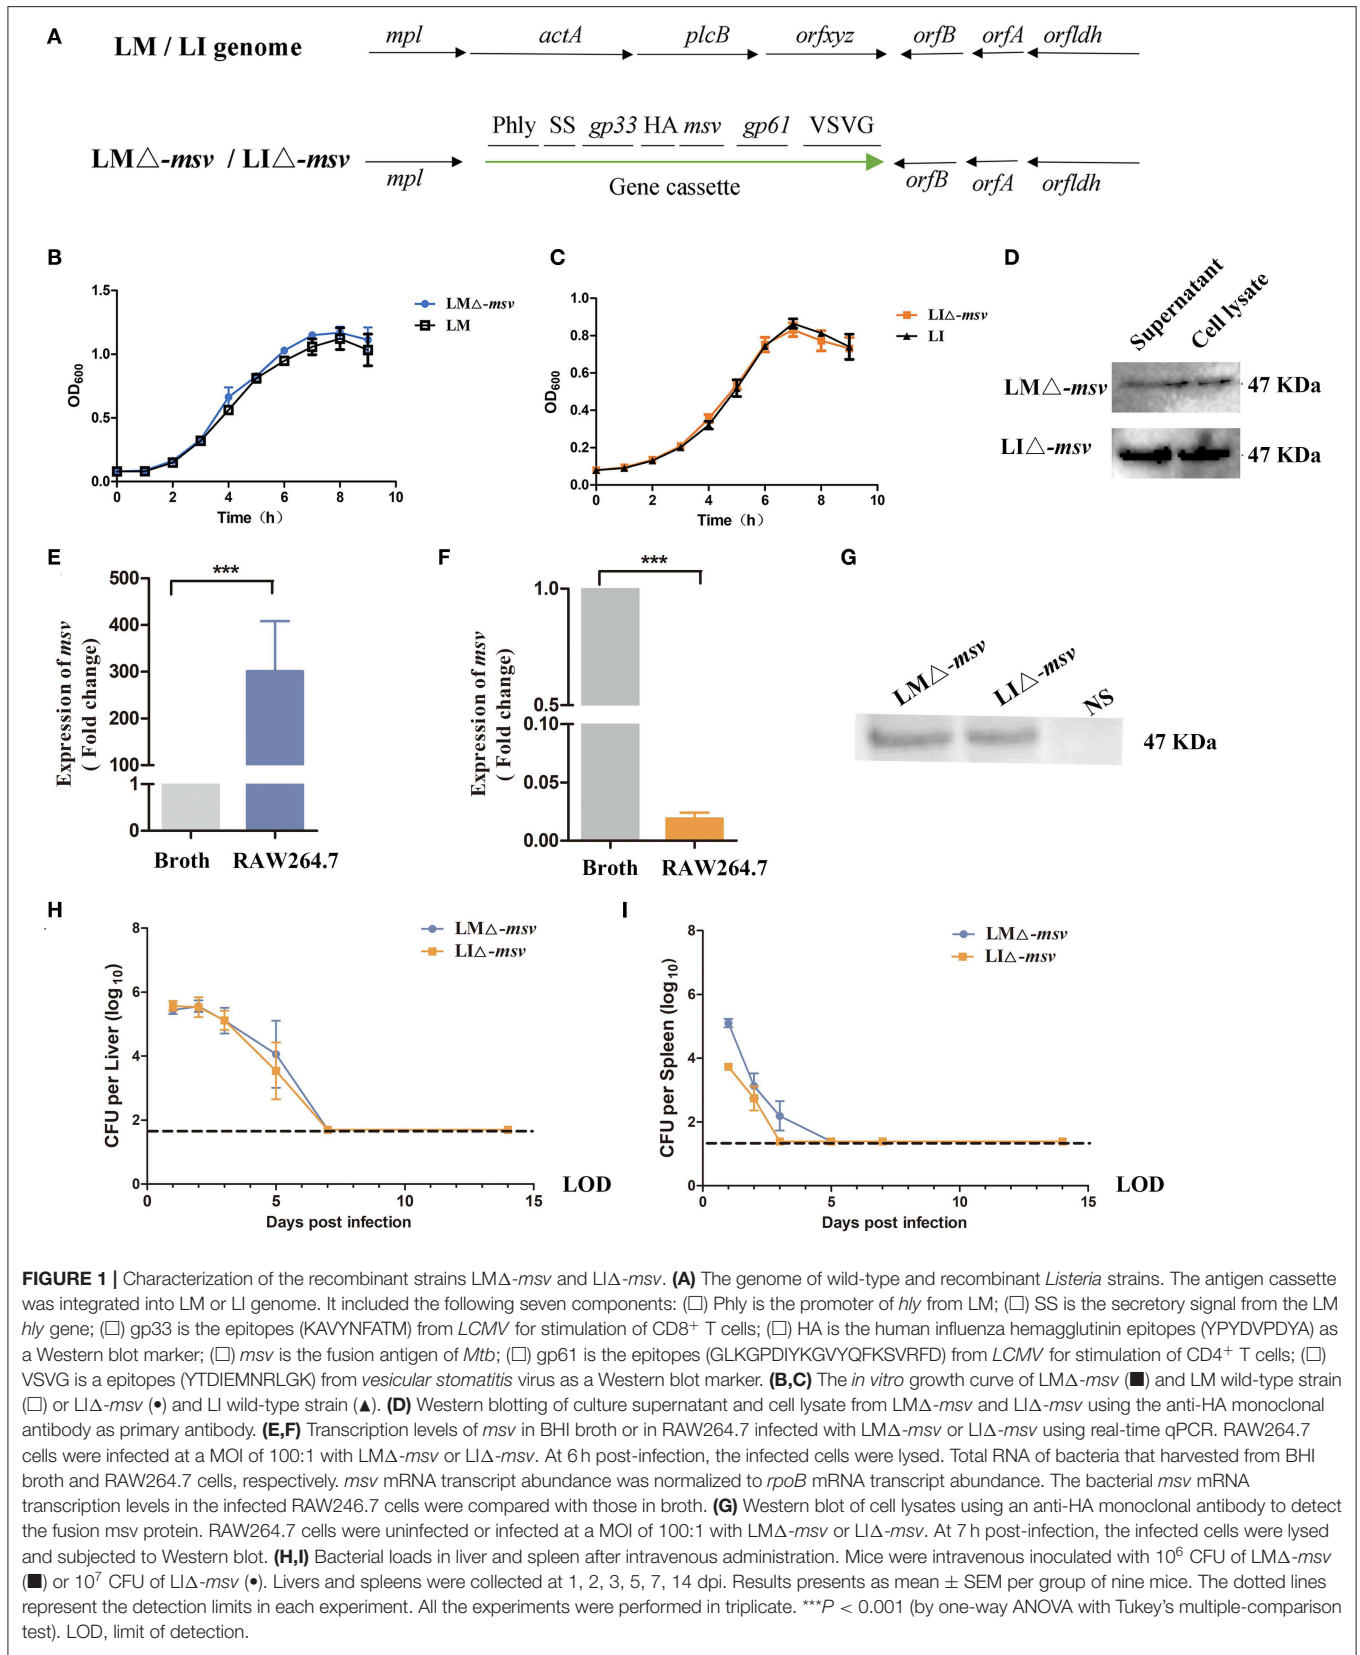 A
LM / LI genome
mpl actA plcB orfxyz orfB orfA orfldh
Phly SS gp33 HA msv gp61 VSVG
LM△-msv / LI△-msv
mpl Gene cassette orfB orfA orfldh
B
1.5
1.0
0.5
0.0
OD600
0 2 4 6 8 10
Time（h）
LM△-msv
LM
C
1.0
0.8
0.6
0.4
0.2
0.0
OD600
0 2 4 6 8 10
Time（h）
LI△-msv
LI
D
Supernatant
Cell lysate
LM△-msv 47 KDa
LI△-msv 47 KDa
E
500
400
300
200
100
1
0
Expression of msv
( Fold change)
***
Broth RAW264.7
F
1.0
0.5
0.10
0.05
0.00
Expression of msv
( Fold change)
***
Broth RAW264.7
G
LM△-msv LI△-msv NS
47 KDa
H
8
6
4
2
0
CFU per Liver (log10)
0 5 10 15
Days post infection
LM△-msv
LI△-msv
LOD
I
8
6
4
2
0
CFU per Spleen (log10)
0 5 10 15
Days post infection
LM△-msv
LI△-msv
LOD
FIGURE 1 | Characterization of the recombinant strains LMΔ-msv and LIΔ-msv. (A) The genome of wild-type and recombinant Listeria strains. The antigen cassette
was integrated into LM or LI genome. It included the following seven components: (□) Phly is the promoter of hly from LM; (□) SS is the secretory signal from the LM
hly gene; (□) gp33 is the epitopes (KAVYNFATM) from LCMV for stimulation of CD8+ T cells; (□) HA is the human influenza hemagglutinin epitopes (YPYDVPDYA) as
a Western blot marker; (□) msv is the fusion antigen of Mtb; (□) gp61 is the epitopes (GLKGPDIYKGVYQFKSVRFD) from LCMV for stimulation of CD4+ T cells; (□)
VSVG is a epitopes (YTDIEMNRLGK) from vesicular stomatitis virus as a Western blot marker. (B,C) The in vitro growth curve of LMΔ-msv (■) and LM wild-type strain
(□) or LIΔ-msv (●) and LI wild-type strain (▲). (D) Western blotting of culture supernatant and cell lysate from LMΔ-msv and LIΔ-msv using the anti-HA monoclonal
antibody as primary antibody. (E,F) Transcription levels of msv in BHI broth or in RAW264.7 infected with LMΔ-msv or LIΔ-msv using real-time qPCR. RAW264.7
cells were infected at a MOI of 100:1 with LMΔ-msv or LIΔ-msv. At 6 h post-infection, the infected cells were lysed. Total RNA of bacteria that harvested from BHI
broth and RAW264.7 cells, respectively. msv mRNA transcript abundance was normalized to rpoB mRNA transcript abundance. The bacterial msv mRNA
transcription levels in the infected RAW246.7 cells were compared with those in broth. (G) Western blot of cell lysates using an anti-HA monoclonal antibody to detect
the fusion msv protein. RAW264.7 cells were uninfected or infected at a MOI of 100:1 with LMΔ-msv or LIΔ-msv. At 7 h post-infection, the infected cells were lysed
and subjected to Western blot. (H,I) Bacterial loads in liver and spleen after intravenous administration. Mice were intravenous inoculated with 10⁶ CFU of LMΔ-msv
(■) or 10⁷ CFU of LIΔ-msv (●). Livers and spleens were collected at 1, 2, 3, 5, 7, 14 dpi. Results presents as mean ± SEM per group of nine mice. The dotted lines
represent the detection limits in each experiment. All the experiments were performed in triplicate. ***P < 0.001 (by one-way ANOVA with Tukey's multiple-comparison
test). LOD, limit of detection.